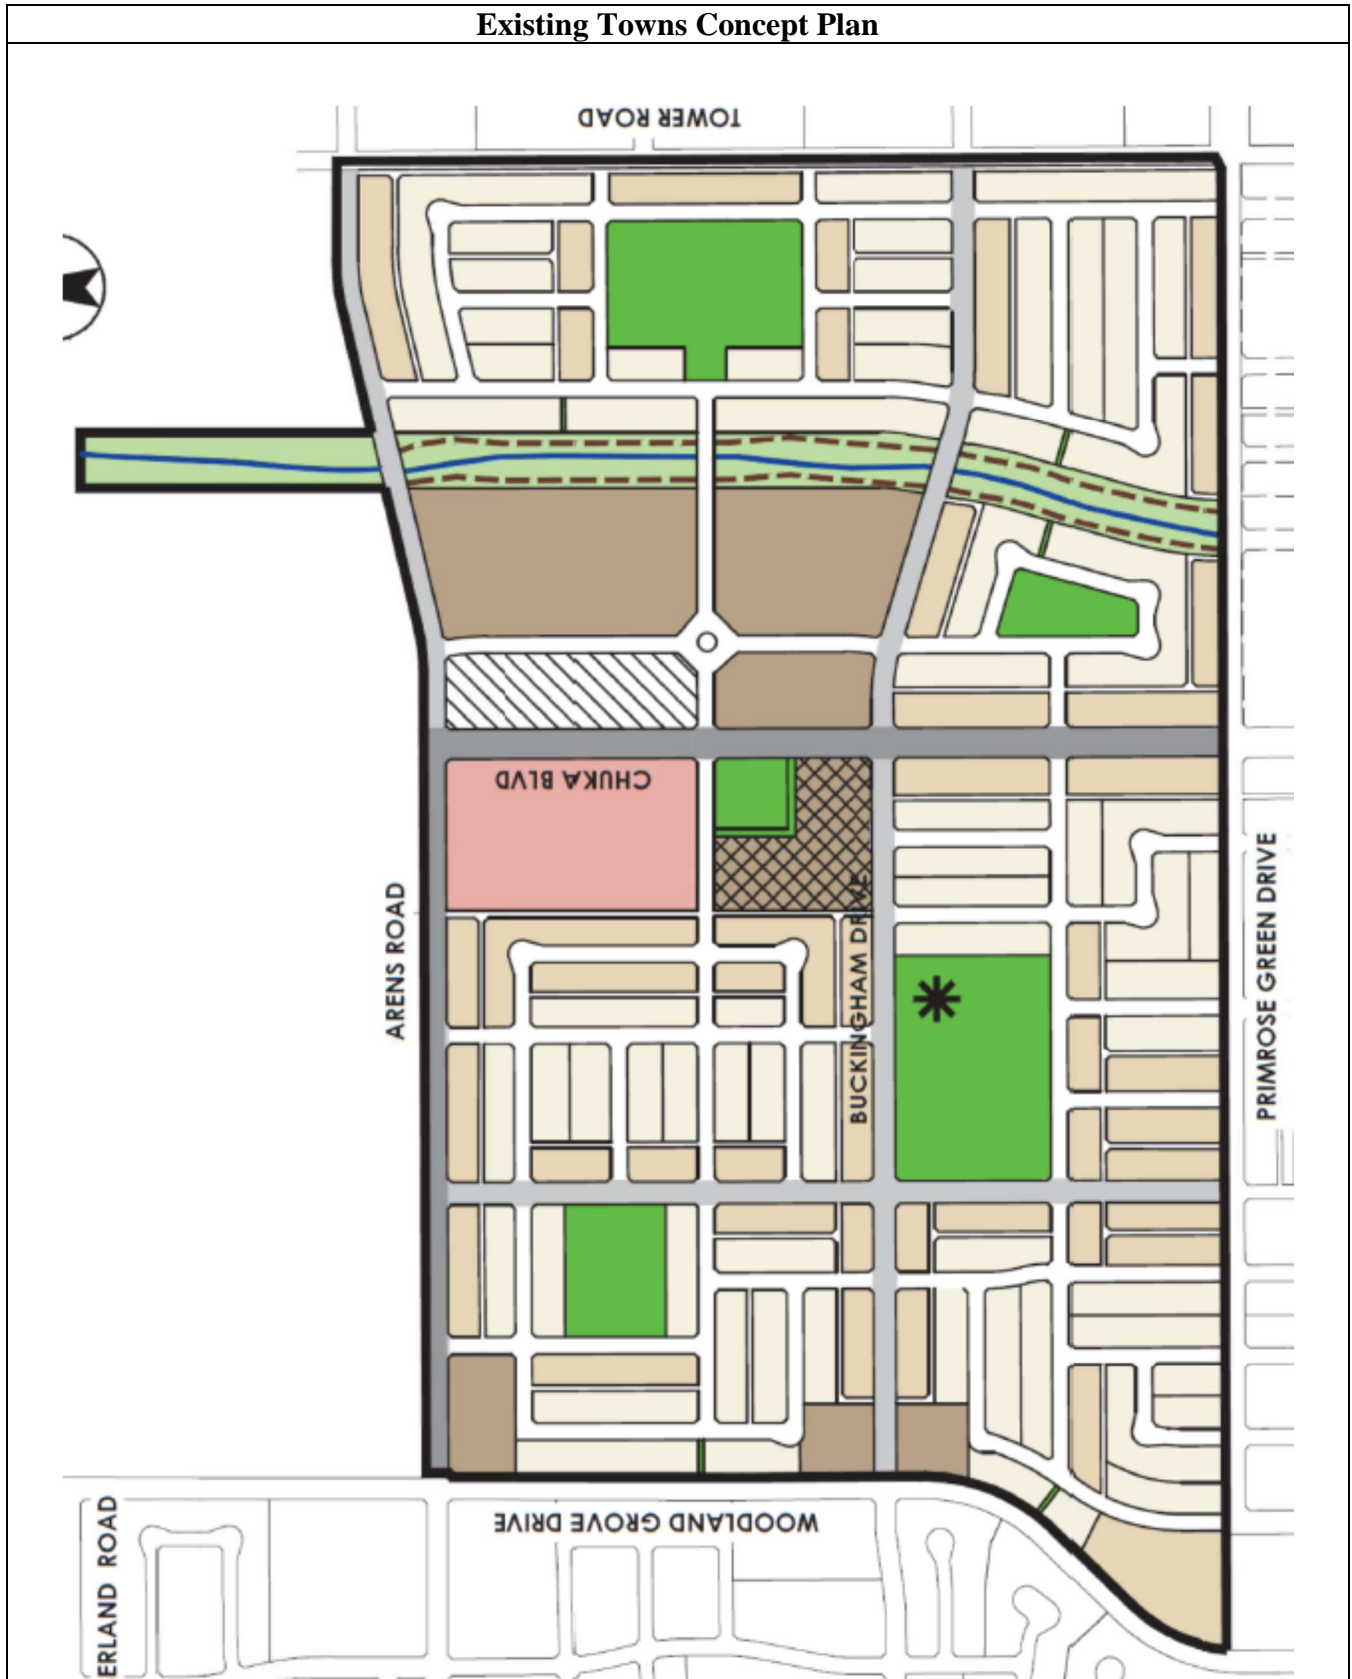 Existing Towns Concept Plan
TOWER ROAD
CHUKA BLVD
ARENS ROAD
BUCKINGHAM DRIVE
PRIMROSE GREEN DRIVE
WOODLAND GROVE DRIVE
ERLAND ROAD